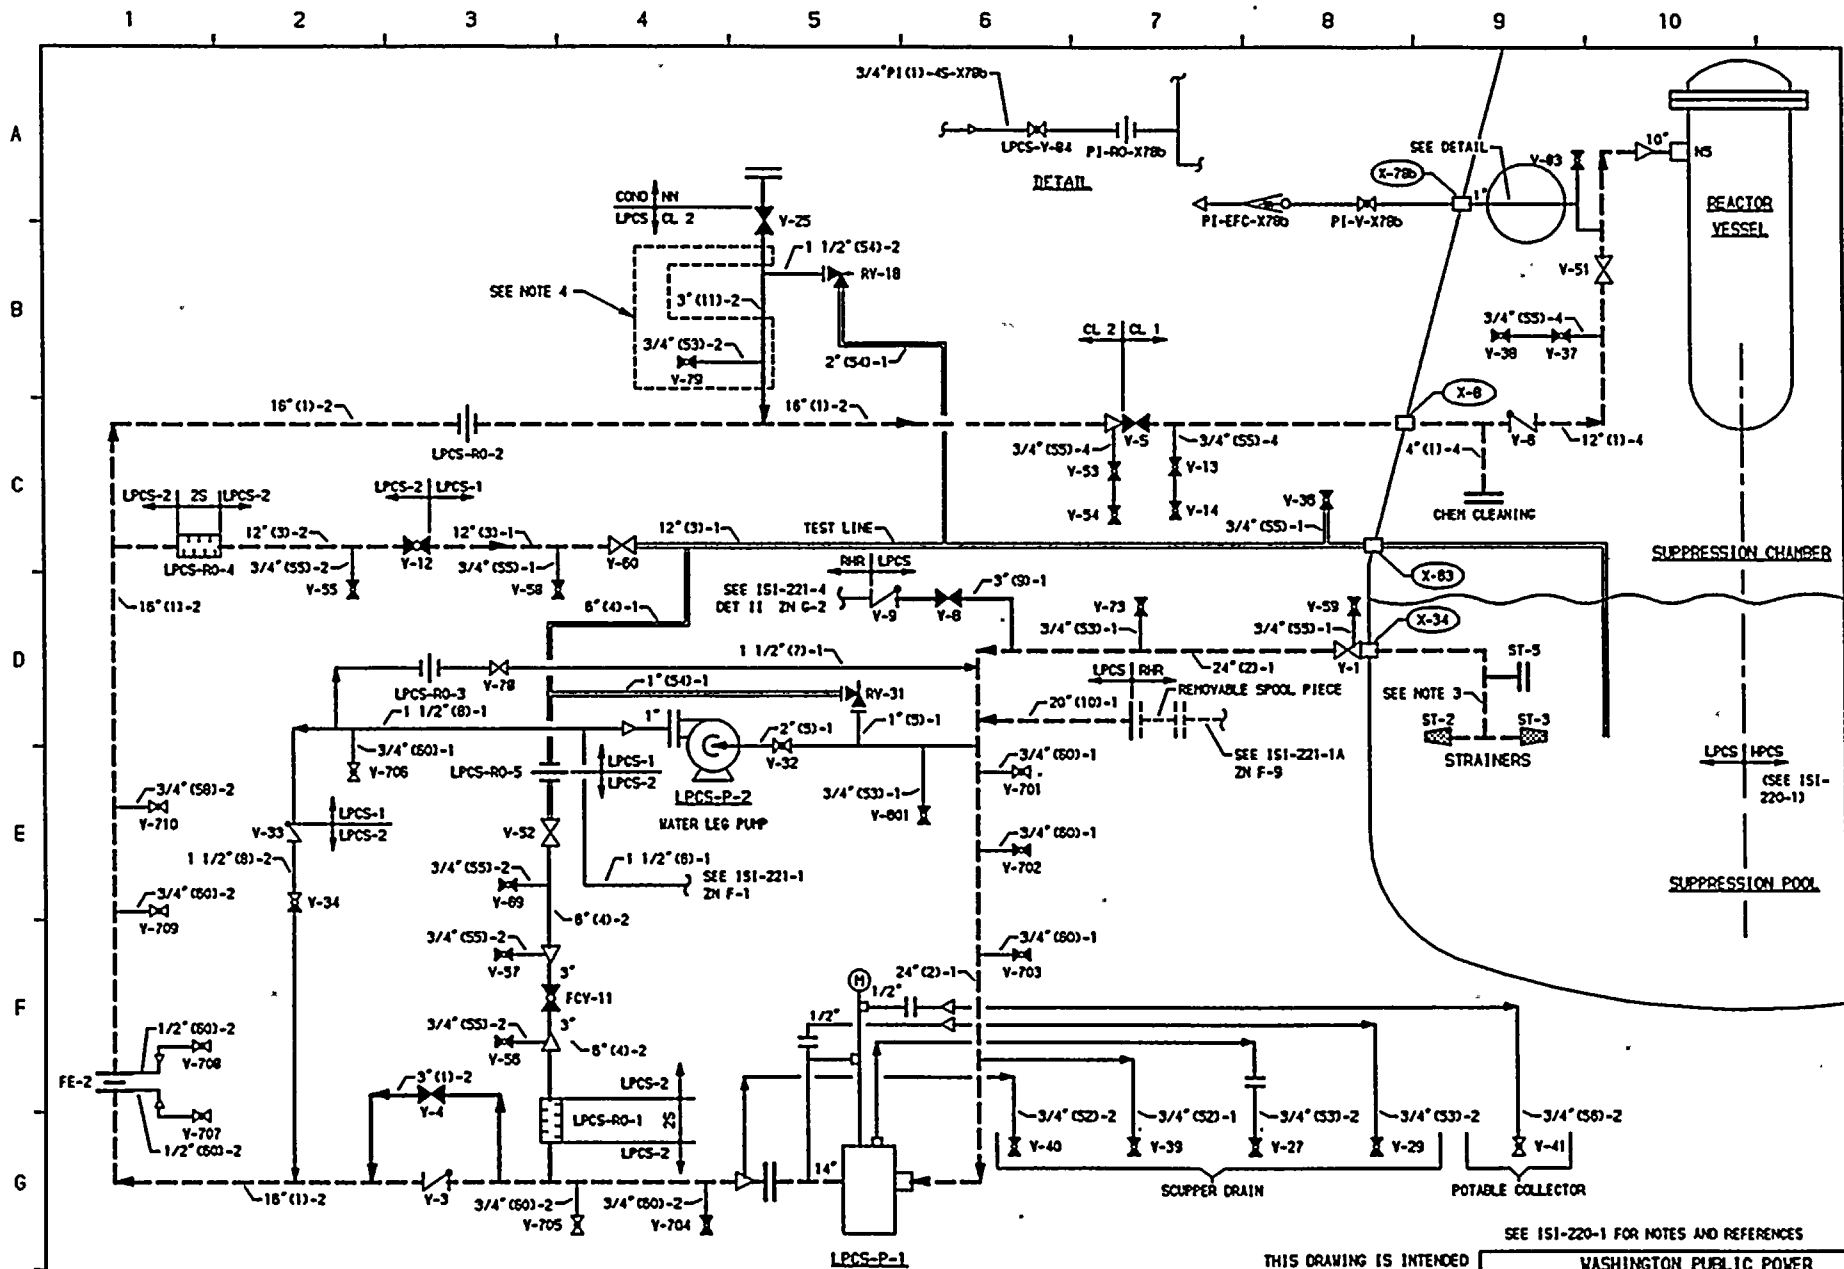 1 2 3 4 5 6 7 8 9 10
A
3/4"PI(1)-4S-X78b
LPCS-V-84
PI-RO-X78b
DETAIL
SEE DETAIL
V-83
10"
N5
X-78b
1"
REACTOR
VESSEL
COND NN
LPCS CL 2
V-25
PI-EFC-X78b
PI-V-X78b
1 1/2"(54)-2
RV-18
V-51
B
SEE NOTE 4
3"(11)-2
3/4"(53)-2
V-79
2"(54)-1
CL 2 CL 1
3/4"(55)-4
V-38
V-37
X-8
16"(1)-2
16"(1)-2
LPCS-RO-2
V-5
3/4"(55)-4
3/4"(55)-4
4"(1)-4
V-6
12"(1)-4
V-53
V-13
C
LPCS-2 2S LPCS-2
LPCS-2 LPCS-1
V-54
V-14
V-36
CHEM CLEANING
12"(3)-2
12"(3)-1
12"(3)-1
TEST LINE
3/4"(55)-1
LPCS-RO-4
V-12
V-60
SUPPRESSION CHAMBER
3/4"(55)-2
3/4"(55)-1
RHR LPCS
X-63
V-55
V-58
SEE ISI-221-4
DET II ZN G-2
3"(9)-1
V-9
V-8
V-73
V-59
16"(1)-2
6"(4)-1
3/4"(53)-1
3/4"(55)-1
X-34
D
1 1/2"(7)-1
24"(2)-1
V-1
ST-5
LPCS-RO-3
V-78
1"(54)-1
RV-31
LPCS RHR
REMOVABLE SPOOL PIECE
SEE NOTE 3
1 1/2"(8)-1
1"
2"(5)-1
1"(5)-1
20"(10)-1
ST-2
ST-3
3/4"(60)-1
V-706
LPCS-RO-5
LPCS-1
LPCS-2
V-32
3/4"(60)-1
SEE ISI-221-1A
ZN F-9
STRAINERS
LPCS HPCS
(SEE ISI-
220-1)
3/4"(58)-2
LPCS-P-2
WATER LEG PUMP
3/4"(53)-1
V-701
V-710
LPCS-1
LPCS-2
V-801
E
V-33
V-52
3/4"(60)-1
V-702
1 1/2"(8)-2
3/4"(55)-2
1 1/2"(6)-1
SEE ISI-221-1
ZN F-1
SUPPRESSION POOL
3/4"(60)-2
V-34
V-69
V-709
6"(4)-2
3/4"(55)-2
3/4"(60)-1
V-57
3"
24"(2)-1
V-703
F
FCV-11
M
1/2"
1/2"(60)-2
3/4"(55)-2
3"
1/2"
V-708
V-56
6"(4)-2
FE-2
3"(1)-2
LPCS-2
V-4
LPCS-RO-1
2S
3/4"(52)-2
3/4"(52)-1
3/4"(53)-2
3/4"(53)-2
3/4"(56)-2
V-707
1/2"(60)-2
LPCS-2
V-40
V-39
V-27
V-29
V-41
G
14"
SCUPPER DRAIN
POTABLE COLLECTOR
16"(1)-2
V-3
3/4"(60)-2
V-705
3/4"(60)-2
V-704
LPCS-P-1
SEE ISI-220-1 FOR NOTES AND REFERENCES
THIS DRAWING IS INTENDED
WASHINGTON PUBLIC POWER